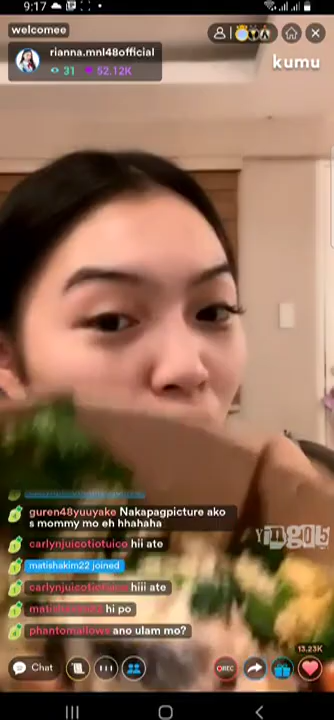 9:17
welcomee
rianna.mnl48official
31 52.12K
kumu
guren48yuuyake Nakapagpicture ako
s mommy mo eh hhahaha
carlynjuicotiotuico hii ate
matishakim22 joined
hiii ate
hi po
ano ulam mo?
13.23K
Chat
REC